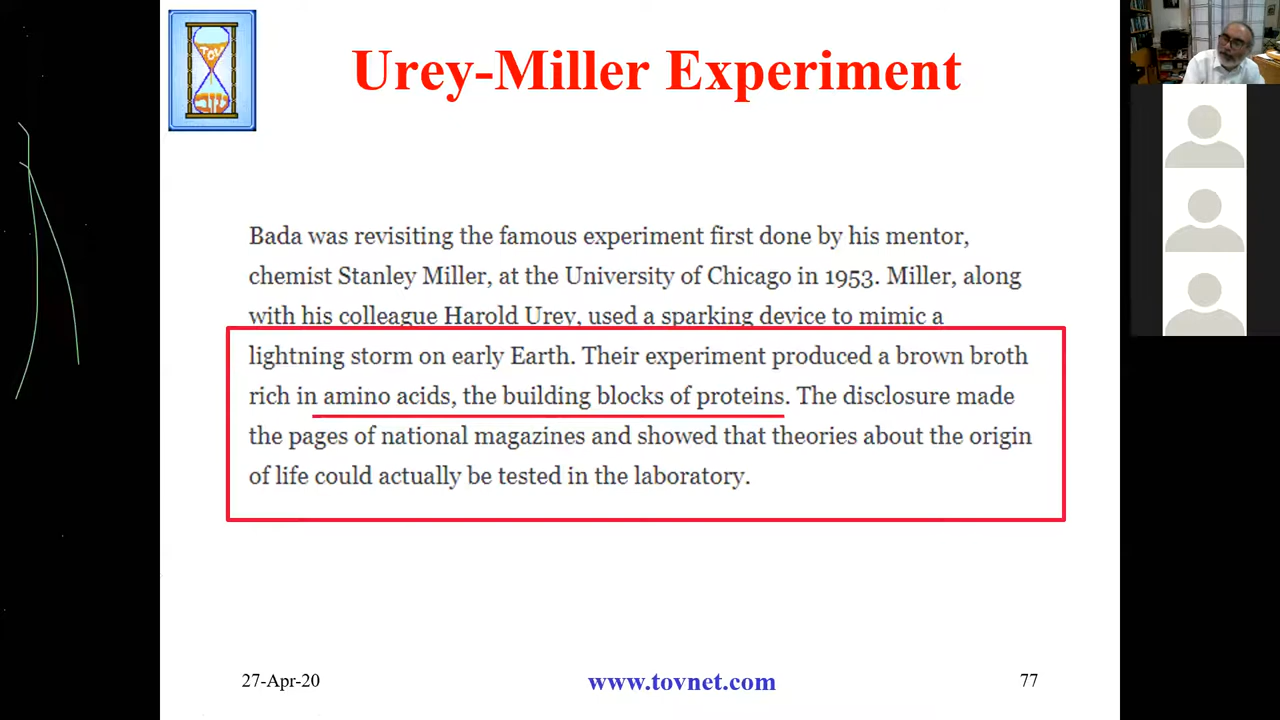 Urey-Miller Experiment
Bada was revisiting the famous experiment first done by his mentor,
chemist Stanley Miller, at the University of Chicago in 1953. Miller, along
with his colleague Harold Urey, used a sparking device to mimic a
lightning storm on early Earth. Their experiment produced a brown broth
rich in amino acids, the building blocks of proteins. The disclosure made
the pages of national magazines and showed that theories about the origin
of life could actually be tested in the laboratory.
27-Apr-20
www.tovnet.com
77